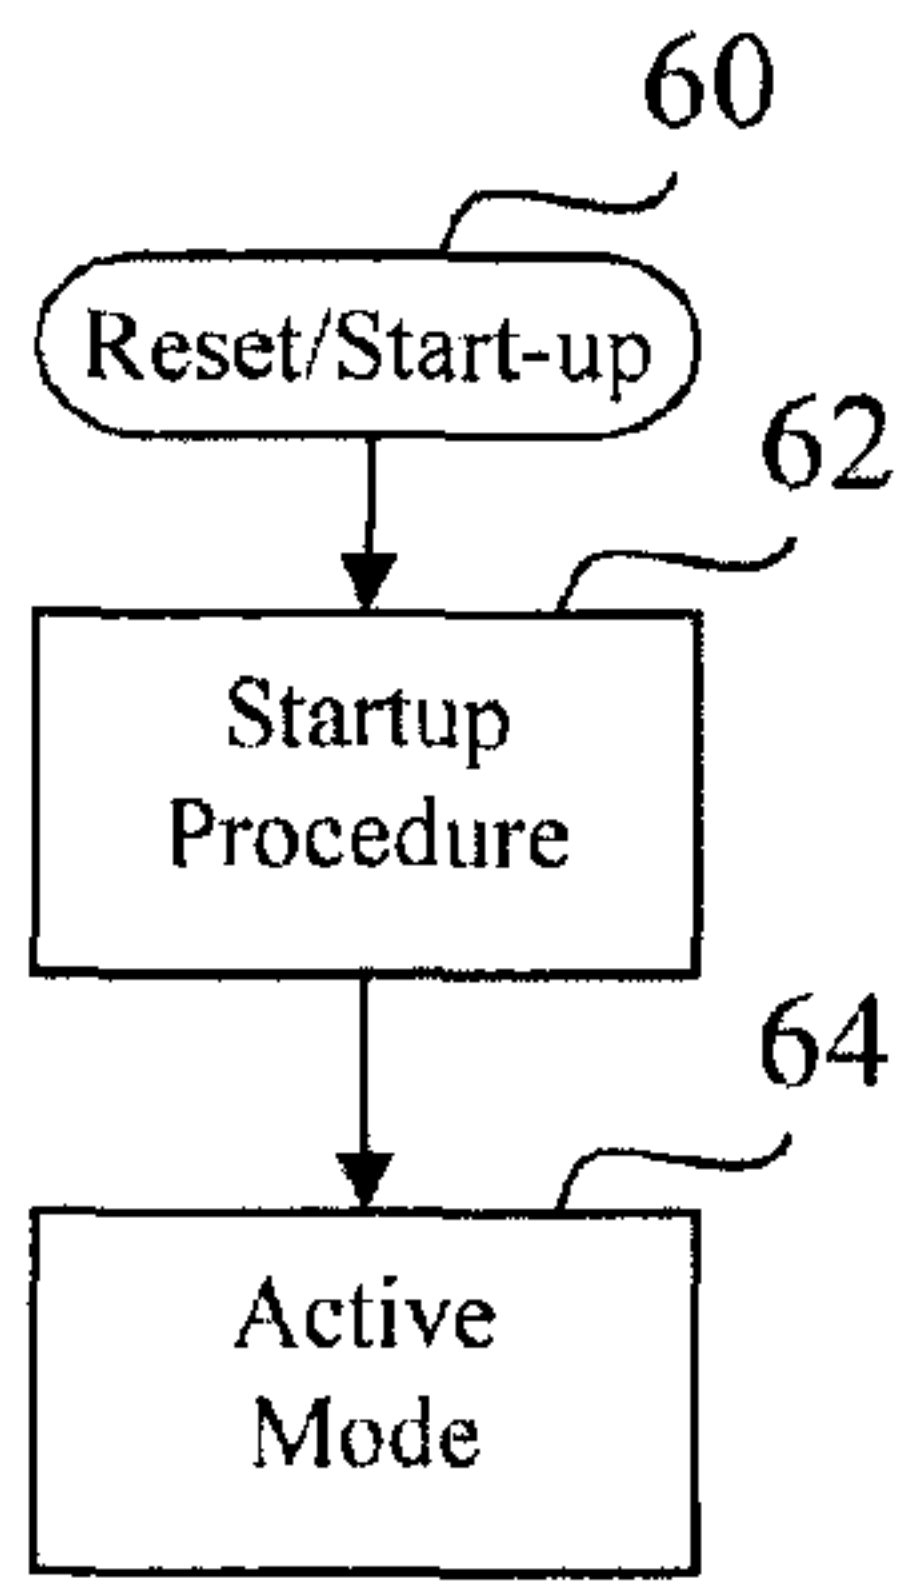 60
Reset/Start-up
62
Startup
Procedure
64
Active
Mode